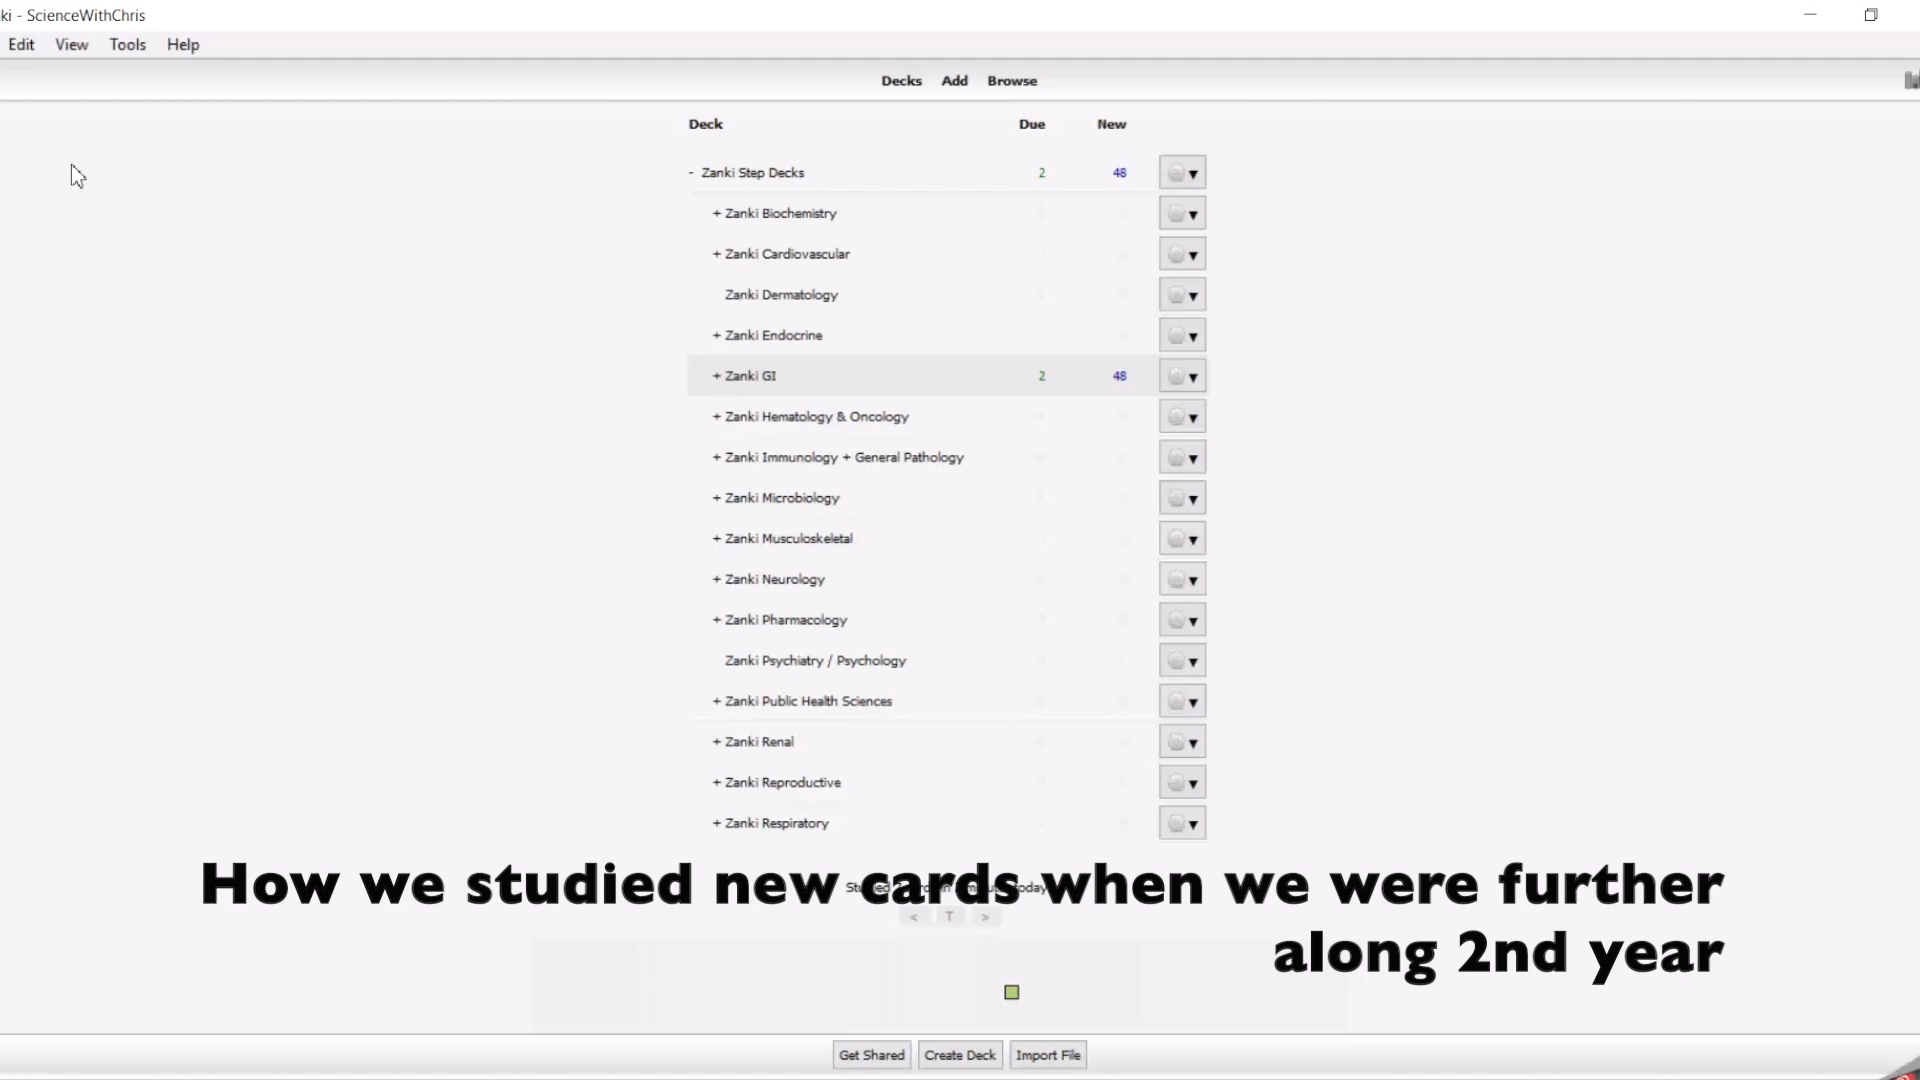 ki - ScienceWithChris
Edit View Tools Help
Decks Add Browse
Deck Due New
- Zanki Step Decks 2 48
+ Zanki Biochemistry
+ Zanki Cardiovascular
Zanki Dermatology
+ Zanki Endocrine
+ Zanki GI 2 48
+ Zanki Hematology & Oncology
+ Zanki Immunology + General Pathology
+ Zanki Microbiology
+ Zanki Musculoskeletal
+ Zanki Neurology
+ Zanki Pharmacology
Zanki Psychiatry / Psychology
+ Zanki Public Health Sciences
+ Zanki Renal
+ Zanki Reproductive
+ Zanki Respiratory
How we studied new cards when we were further
along 2nd year
< T >
Get Shared Create Deck Import File